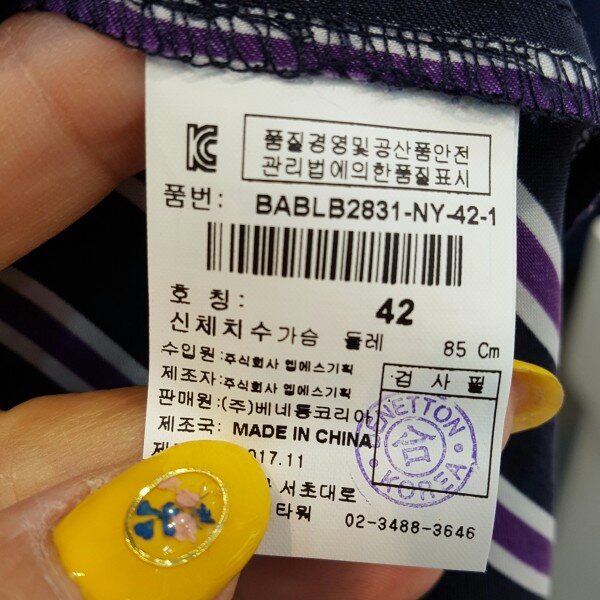 KC
품질경영및공산품안전
관리법에의한품질표시
품번: BABLB2831-NY-42-1
호 칭: 42
신체치수 가슴 둘레 85 Cm
수입원:주식회사 엠에스기획
제조자:주식회사 엠에스기획
판매원:(주)베네통코리아
제조국: MADE IN CHINA
017.11
서초대로
타워 02-3488-3646
검 사 필
ENETTON
KOREA